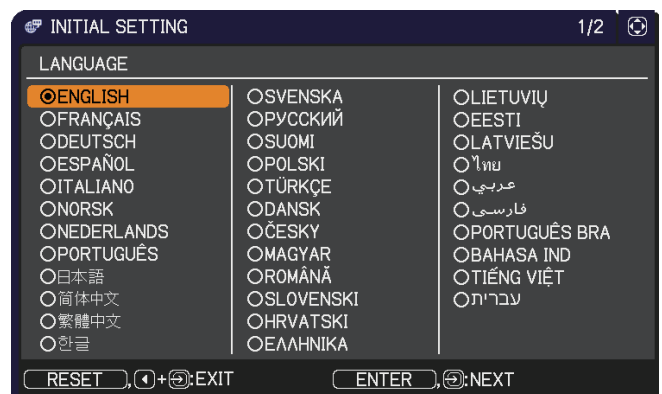 INITIAL SETTING 1/2
LANGUAGE
ENGLISH
FRANÇAIS
DEUTSCH
ESPAÑOL
ITALIANO
NORSK
NEDERLANDS
PORTUGUÊS
日本語
简体中文
繁體中文
한글
SVENSKA
РУССКИЙ
SUOMI
POLSKI
TÜRKÇE
DANSK
ČESKY
MAGYAR
ROMÂNĂ
SLOVENSKI
HRVATSKI
ΕΛΛΗΝΙΚΑ
LIETUVIŲ
EESTI
LATVIEŠU
ไทย
عربي
فارسی
PORTUGUÊS BRA
BAHASA IND
TIẾNG VIỆT
עברית
RESET ,+:EXIT ENTER ,:NEXT